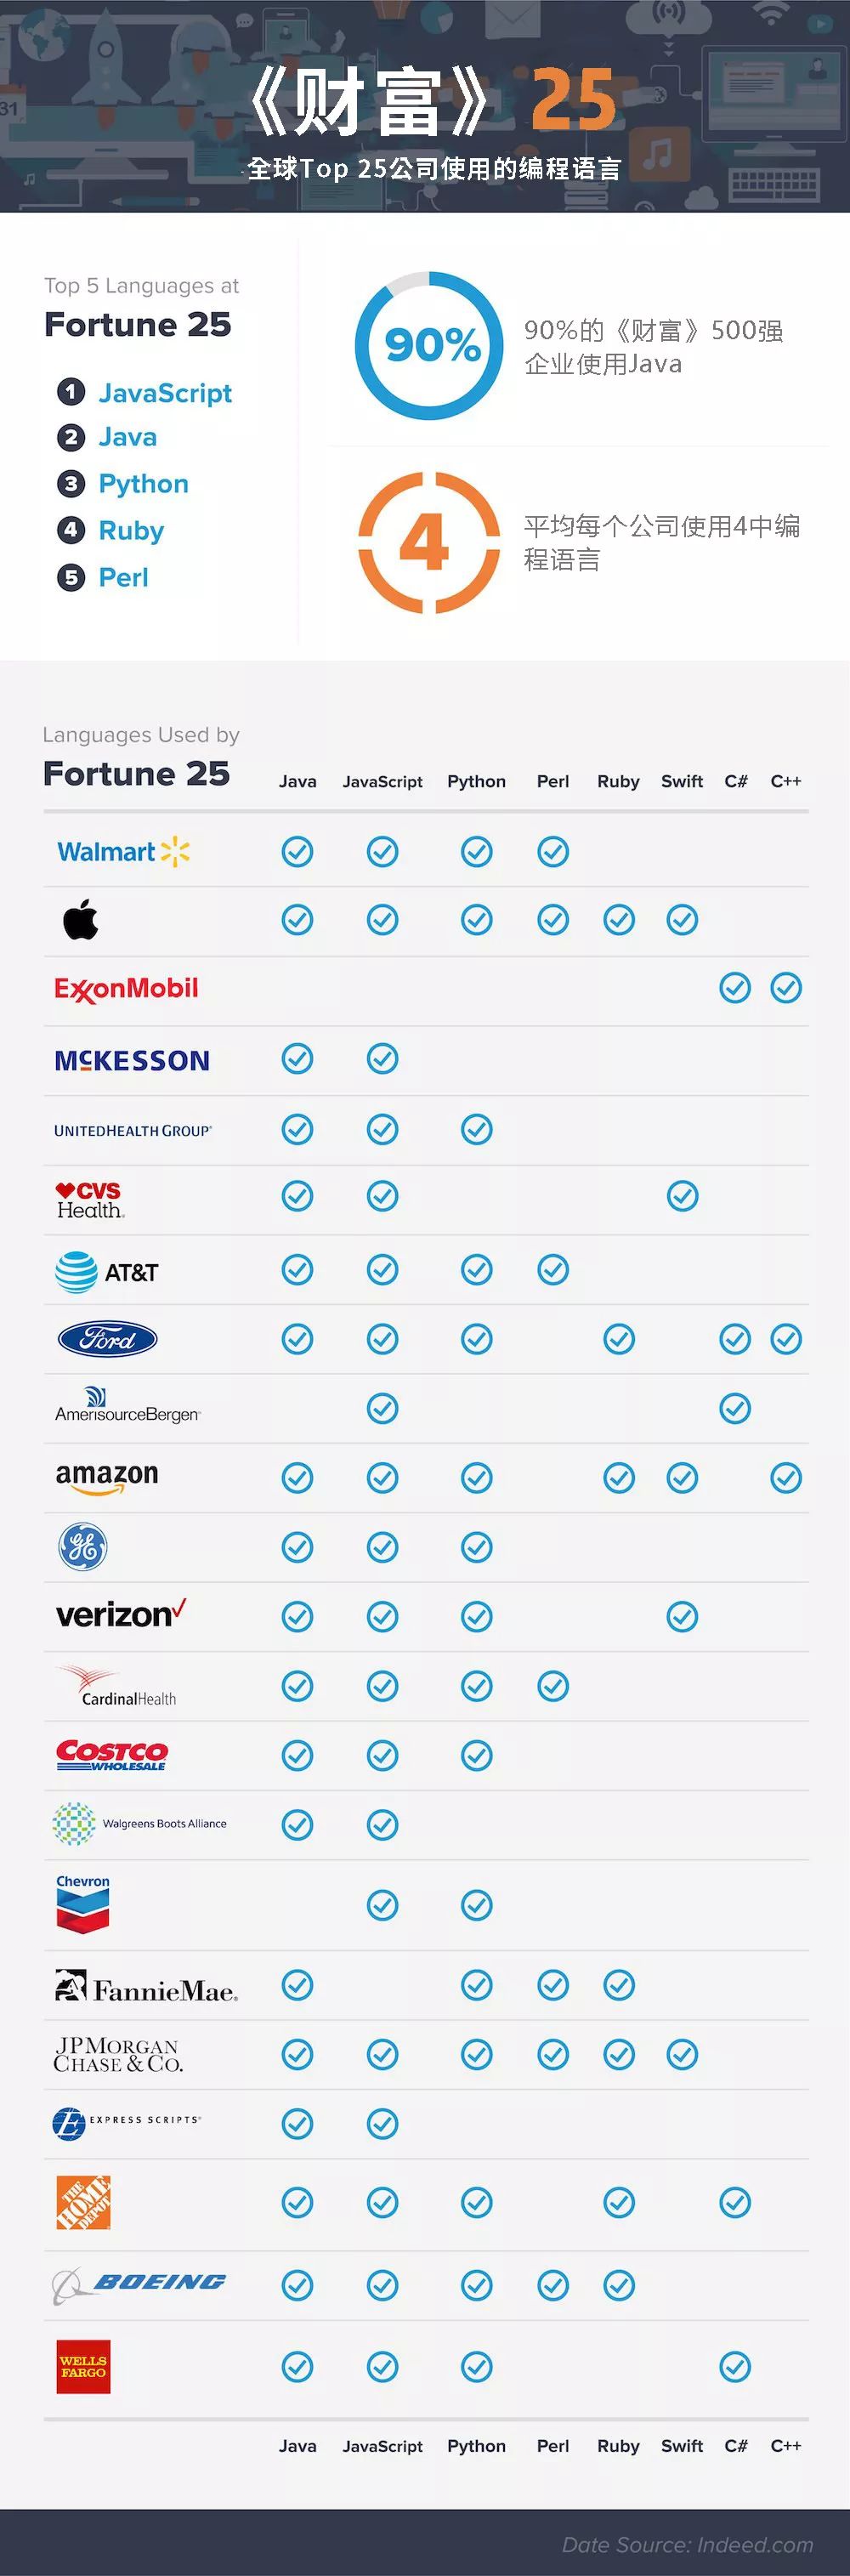 31
《财富》25
全球Top 25公司使用的编程语言
Top 5 Languages at
Fortune 25
1 JavaScript
2 Java
3 Python
4 Ruby
5 Perl
90%
90%的《财富》500强
企业使用Java
4
平均每个公司使用4中编
程语言
Languages Used by
Fortune 25
Java JavaScript Python Perl Ruby Swift C# C++
Walmart
ExxonMobil
McKESSON
UNITEDHEALTH GROUP®
CVS
Health.
AT&T
Ford
AmerisourceBergen®
amazon
GE
verizon✓
CardinalHealth
COSTCO
WHOLESALE
Walgreens Boots Alliance
Chevron
FannieMae®
JPMORGAN
CHASE & CO.
EXPRESS SCRIPTS®
THE
HOME
DEPOT
BOEING
WELLS
FARGO
Java JavaScript Python Perl Ruby Swift C# C++
Date Source: Indeed.com